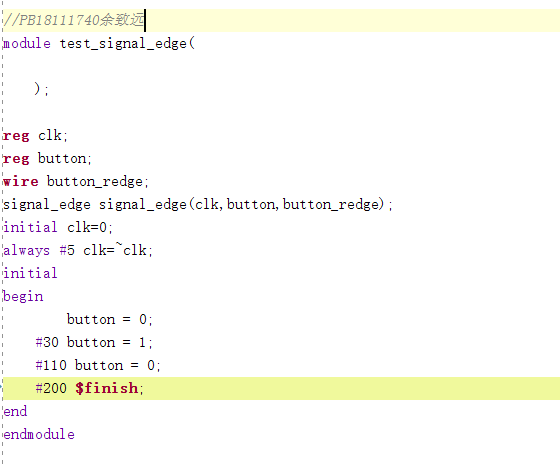 //PB18111740余致远
module test_signal_edge(
    );
reg clk;
reg button;
wire button_redge;
signal_edge signal_edge(clk,button,button_redge);
initial clk=0;
always #5 clk=~clk;
initial
begin
        button = 0;
    #30 button = 1;
    #110 button = 0;
    #200 $finish;
end
endmodule